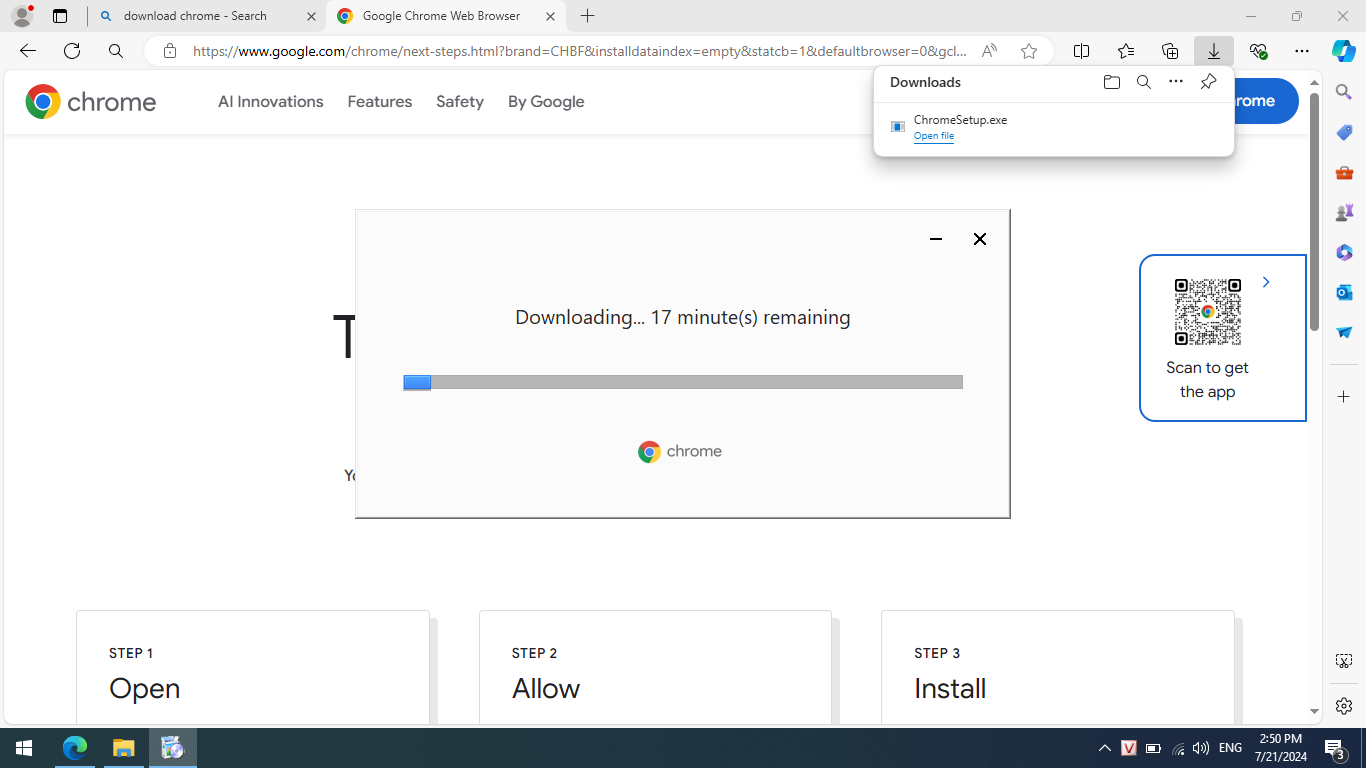 download chrome - Search
Google Chrome Web Browser
https://www.google.com/chrome/next-steps.html?brand=CHBF&installdataindex=empty&statcb=1&defaultbrowser=0&gcl...
chrome
AI Innovations
Features
Safety
By Google
Downloads
ChromeSetup.exe
Open file
Downloading... 17 minute(s) remaining
chrome
Scan to get
the app
STEP 1
Open
STEP 2
Allow
STEP 3
Install
ENG
2:50 PM
7/21/2024
3